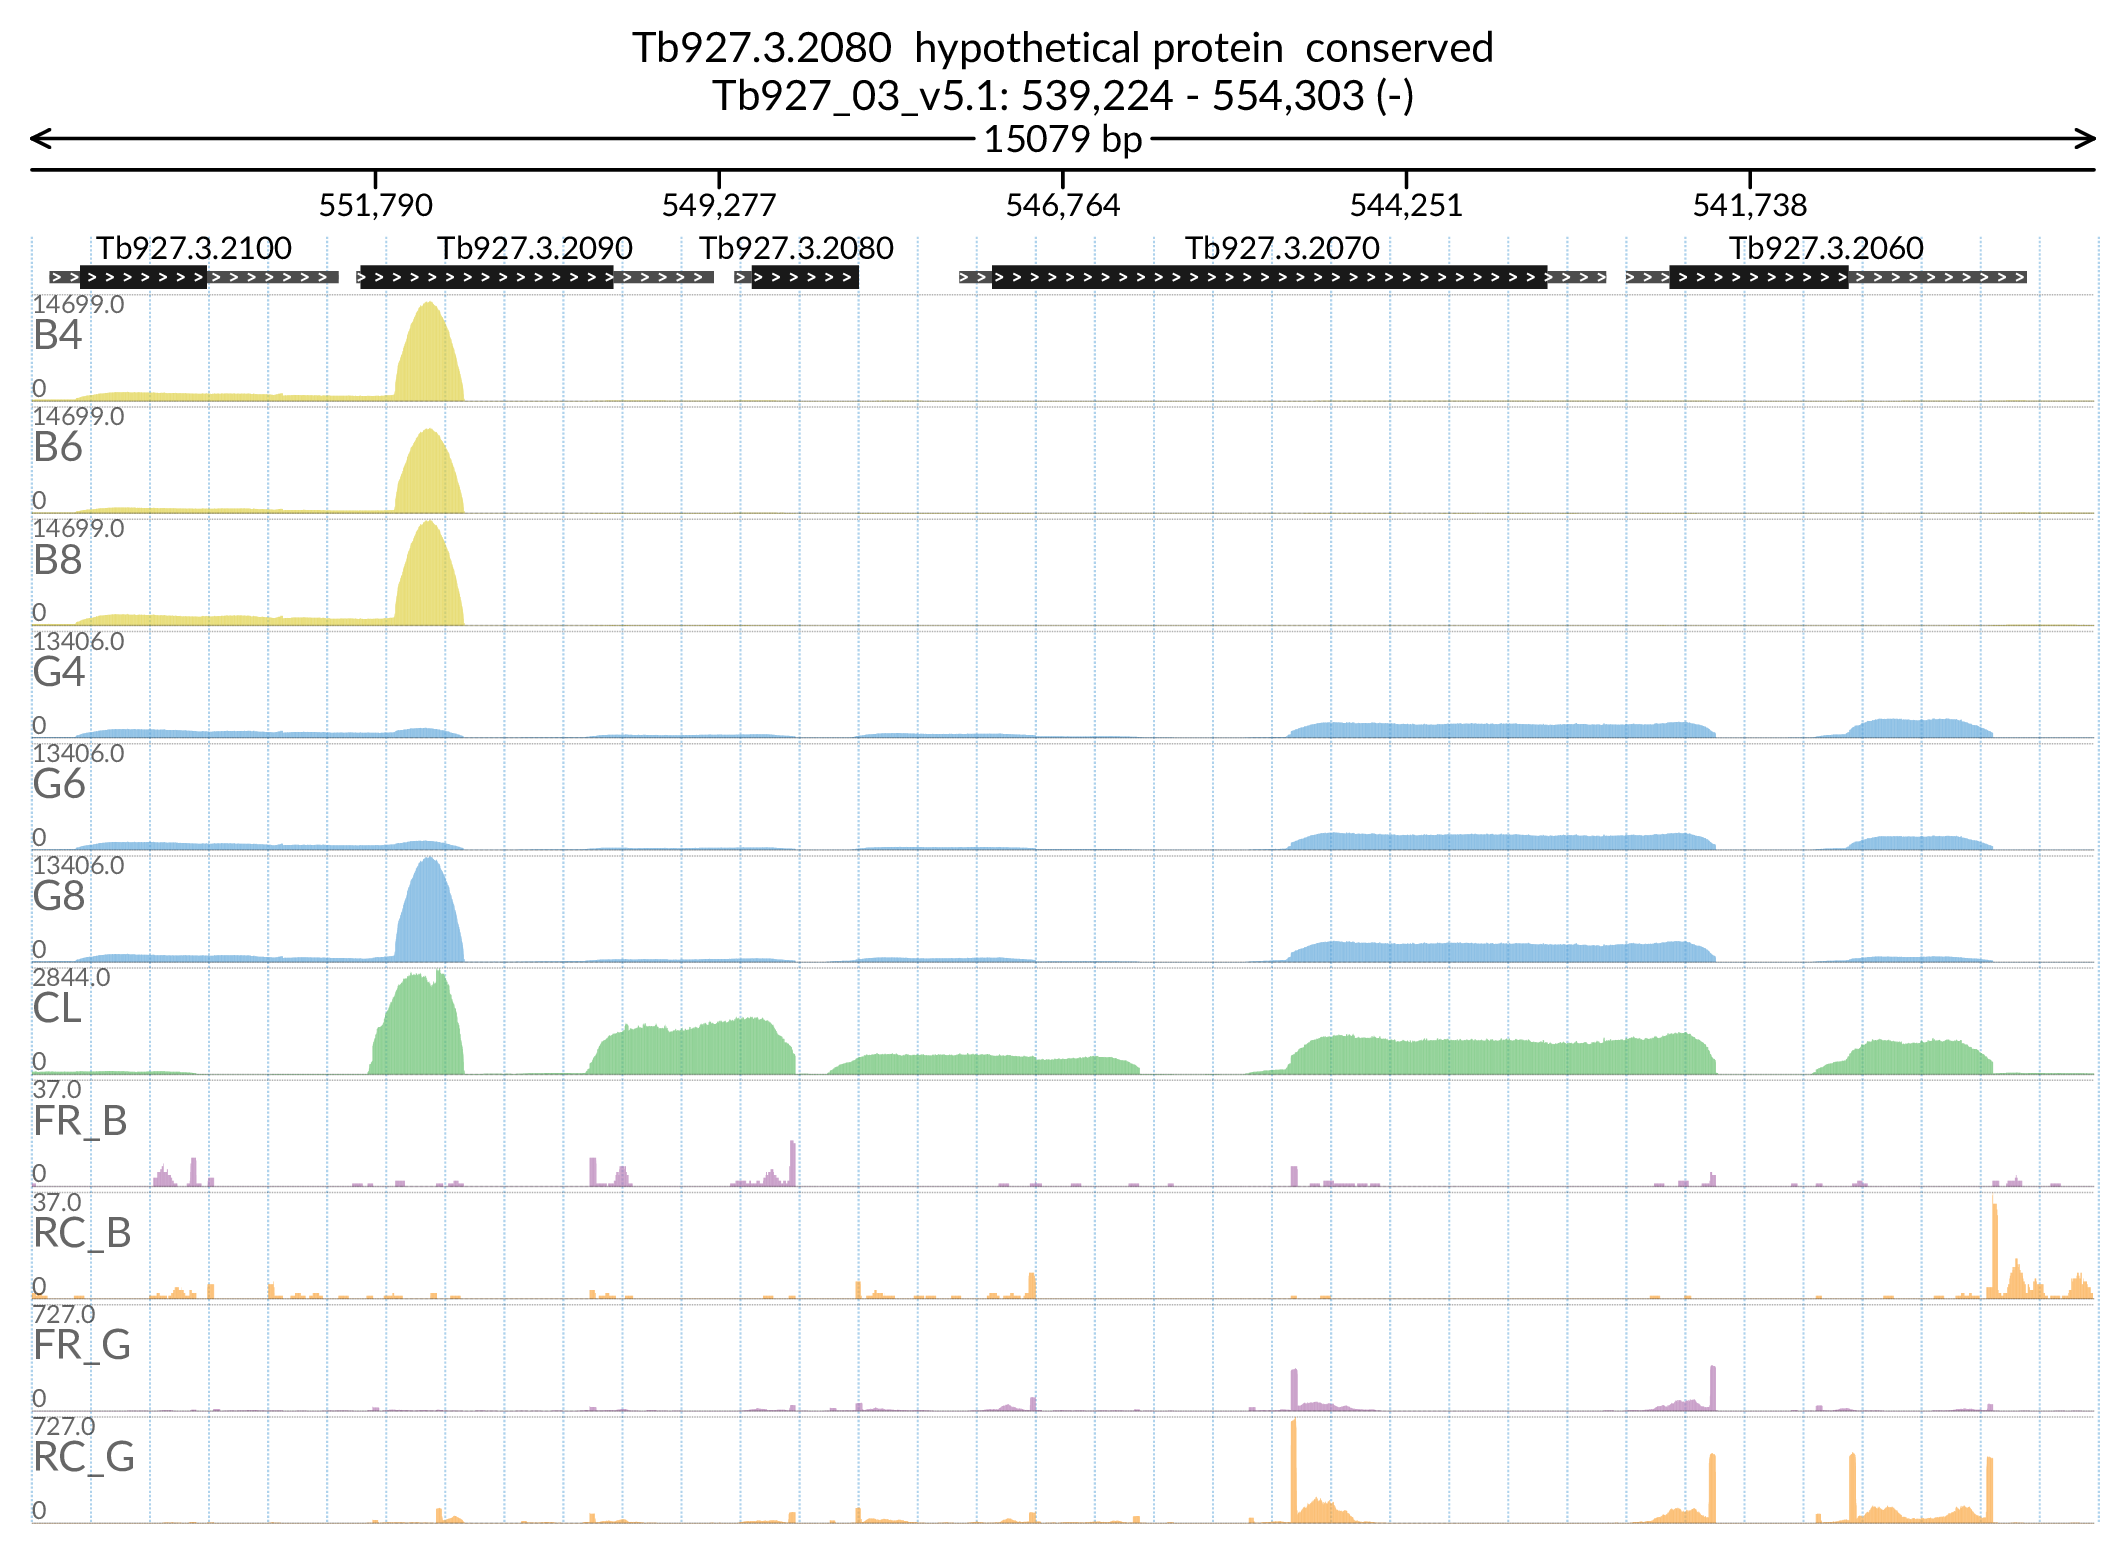 Tb927.3.2080 hypothetical protein conserved
Tb927_03_v5.1: 539,224 - 554,303 (-)
15079 bp
551,790 549,277 546,764 544,251 541,738
Tb927.3.2100 Tb927.3.2090 Tb927.3.2080 Tb927.3.2070 Tb927.3.2060
14699.0
B4
0
14699.0
B6
0
14699.0
B8
0
13406.0
G4
0
13406.0
G6
0
13406.0
G8
0
2844.0
CL
0
37.0
FR_B
0
37.0
RC_B
0
727.0
FR_G
0
727.0
RC_G
0